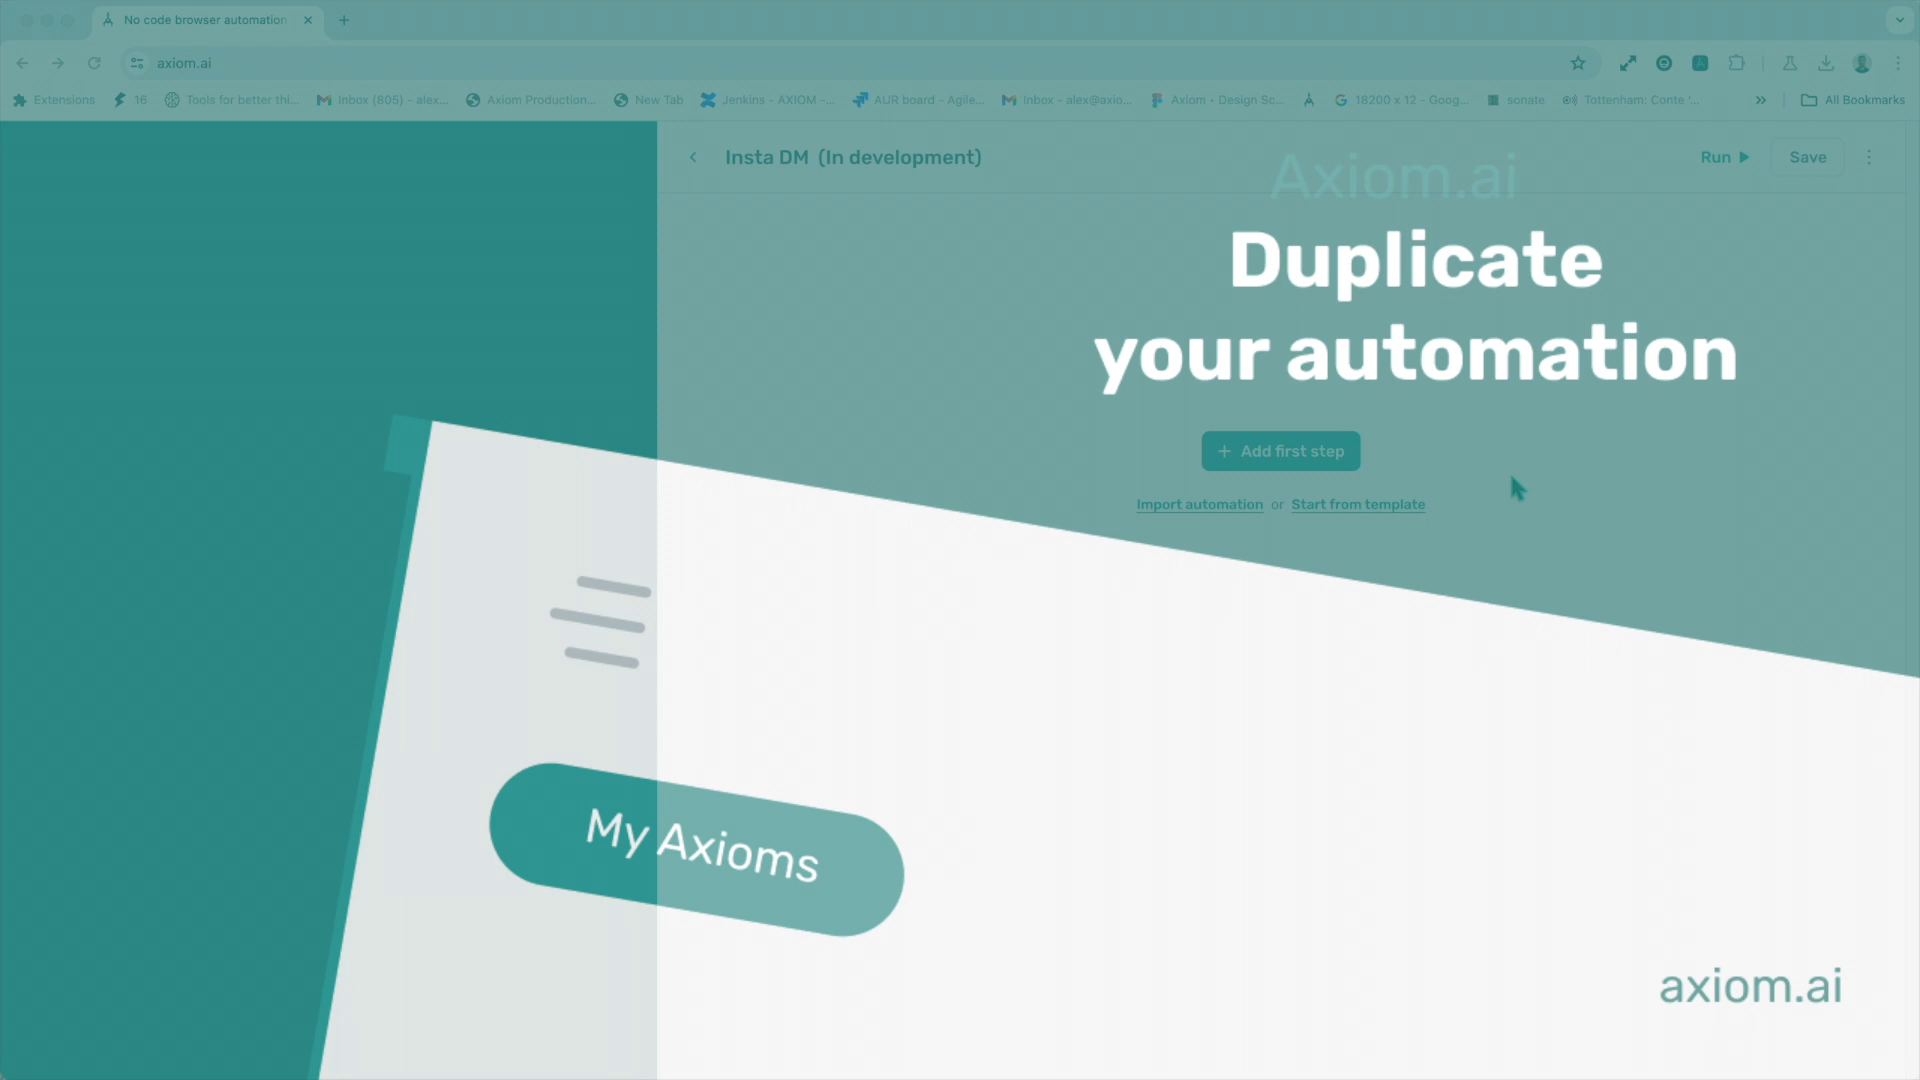 No code browser automation
axiom.ai
Extensions
16
Tools for better thi...
Inbox (805) - alex...
Axiom Production...
New Tab
Jenkins - AXIOM -...
AUR board - Agile...
Inbox - alex@axio...
Axiom • Design Sc...
18200 x 12 - Goog...
sonate
Tottenham: Conte '...
All Bookmarks
Insta DM (In development)
Run
Save
Axiom.ai
Duplicate
your automation
+ Add first step
Import automation or Start from template
My Axioms
axiom.ai